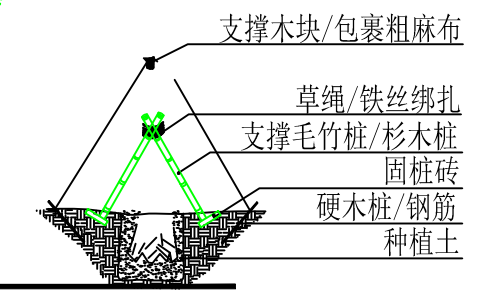 支撑木块/包裹粗麻布
草绳/铁丝绑扎
支撑毛竹桩/杉木桩
固桩砖
硬木桩/钢筋
种植土